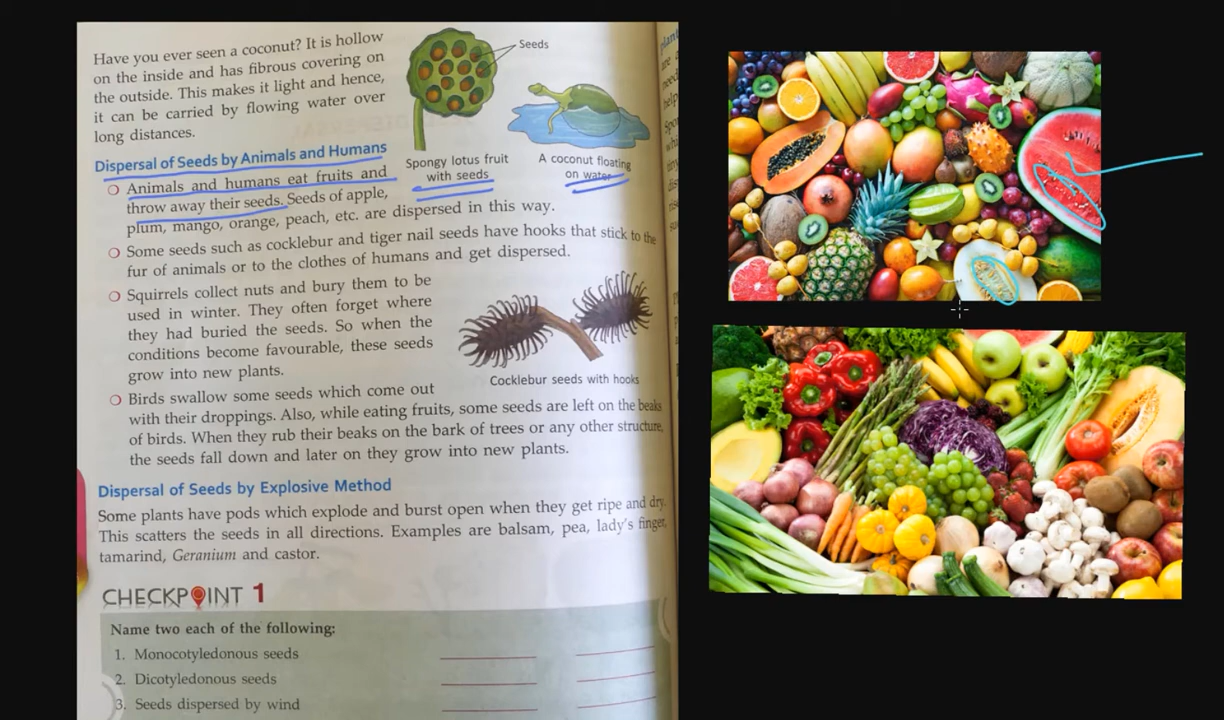 Have you ever seen a coconut? It is hollow
on the inside and has fibrous covering on
the outside. This makes it light and hence,
it can be carried by flowing water over
long distances.
Seeds
Spongy lotus fruit
with seeds
A coconut floating
on water
Dispersal of Seeds by Animals and Humans
Animals and humans eat fruits and
throw away their seeds. Seeds of apple,
plum, mango, orange, peach, etc. are dispersed in this way.
Some seeds such as cocklebur and tiger nail seeds have hooks that stick to the
fur of animals or to the clothes of humans and get dispersed.
Squirrels collect nuts and bury them to be
used in winter. They often forget where
they had buried the seeds. So when the
conditions become favourable, these seeds
grow into new plants.
Cocklebur seeds with hooks
Birds swallow some seeds which come out
with their droppings. Also, while eating fruits, some seeds are left on the beaks
of birds. When they rub their beaks on the bark of trees or any other structure,
the seeds fall down and later on they grow into new plants.
Dispersal of Seeds by Explosive Method
Some plants have pods which explode and burst open when they get ripe and dry.
This scatters the seeds in all directions. Examples are balsam, pea, lady's finger,
tamarind, Geranium and castor.
CHECKPOINT 1
Name two each of the following:
1. Monocotyledonous seeds
2. Dicotyledonous seeds
3. Seeds dispersed by wind